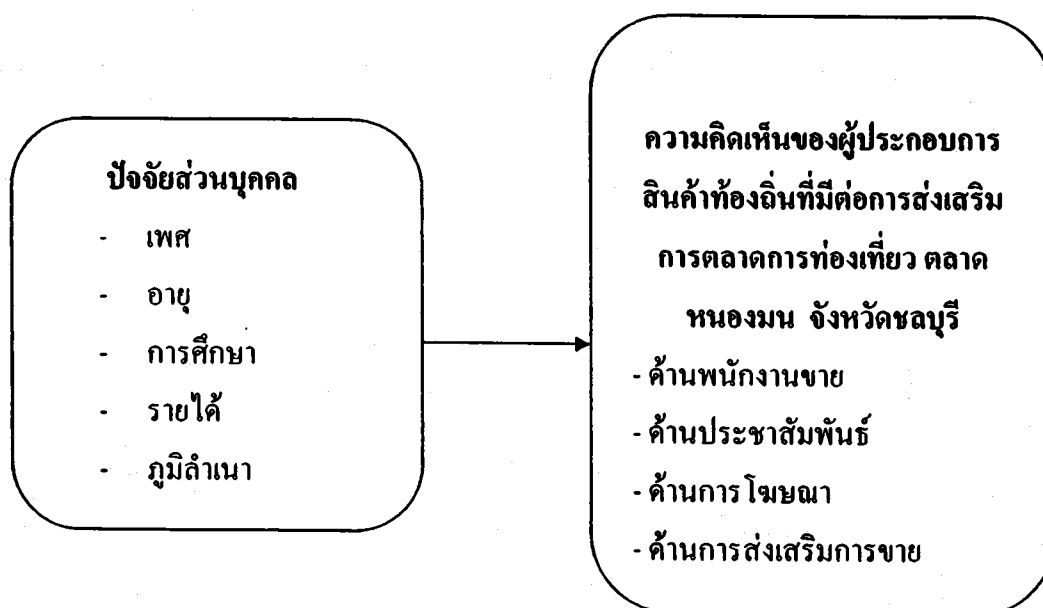 ปัจจัยส่วนบุคคล
- เพศ
- อายุ
- การศึกษา
- รายได้
- ภูมิลำเนา
ความคิดเห็นของผู้ประกอบการ
สินค้าท้องถิ่นที่มีต่อการส่งเสริม
การตลาดการท่องเที่ยว ตลาด
หนองมน จังหวัดชลบุรี
- ด้านพนักงานขาย
- ด้านประชาสัมพันธ์
- ด้านการโฆษณา
- ด้านการส่งเสริมการขาย